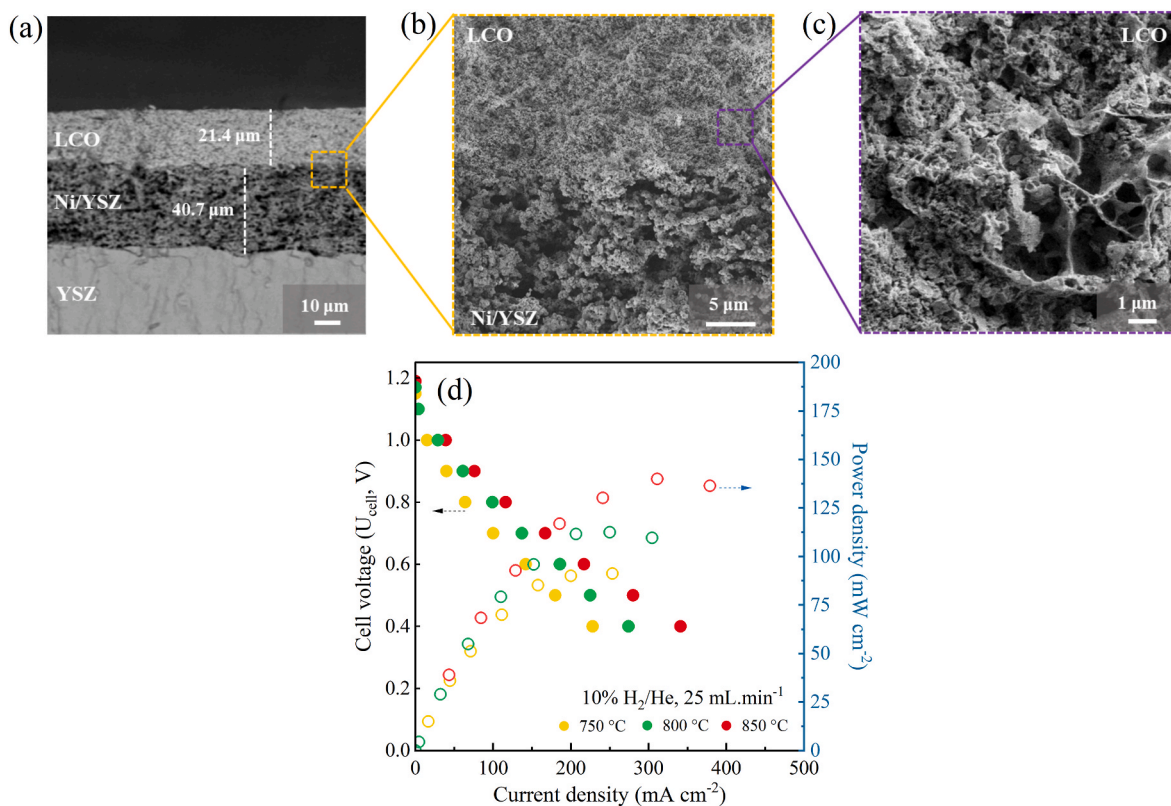 (a)
LCO
21.4 µm
Ni/YSZ
40.7 µm
YSZ
10 µm
(b)
LCO
Ni/YSZ
5 µm
(c)
LCO
1 µm
(d)
Cell voltage (U_cell, V)
1.2
1.0
0.8
0.6
0.4
0.2
0.0
200
175
150
125
100
75
50
25
0
Power density (mW cm⁻²)
10% H₂/He, 25 mL.min⁻¹
750 °C 800 °C 850 °C
0 100 200 300 400 500
Current density (mA cm⁻²)